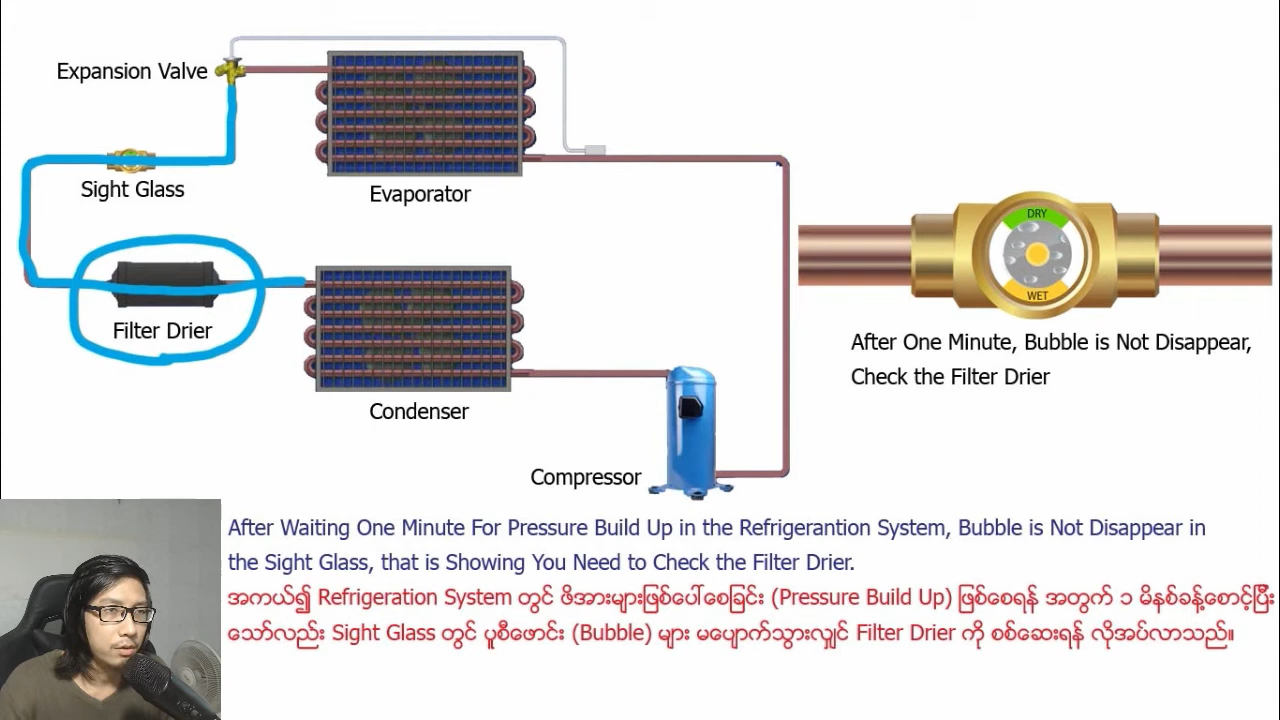 Expansion Valve
Sight Glass
Evaporator
Filter Drier
Condenser
Compressor
DRY
WET
After One Minute, Bubble is Not Disappear,
Check the Filter Drier
After Waiting One Minute For Pressure Build Up in the Refrigerantion System, Bubble is Not Disappear in
the Sight Glass, that is Showing You Need to Check the Filter Drier.
အကယ်၍ Refrigeration System တွင် ဖိအားများဖြစ်ပေါ်စေခြင်း (Pressure Build Up) ဖြစ်စေရန် အတွက် ၁ မိနစ်ခန့်စောင့်ပြီး
သော်လည်း Sight Glass တွင် ပူစီဖောင်း (Bubble) များ မပျောက်သွားလျှင် Filter Drier ကို စစ်ဆေးရန် လိုအပ်လာသည်။